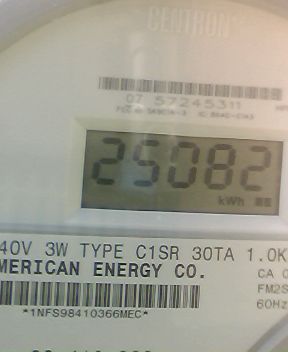 CENTRON
07 57245311
25082
kWh
40V 3W TYPE C1SR 30TA 1.0K
MERICAN ENERGY CO.
CA 0
FM2S
60Hz
*1NFS98410366MEC*